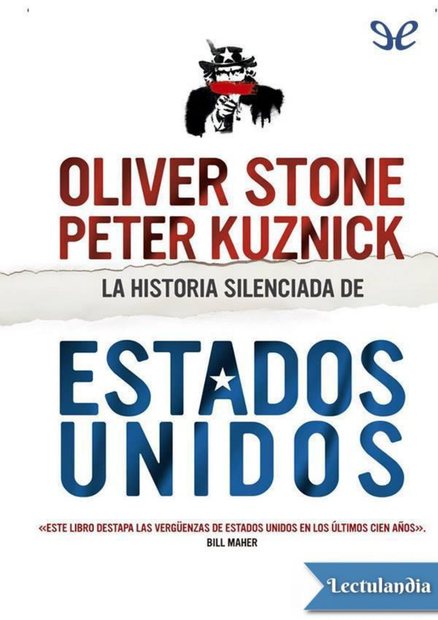 OLIVER STONE
PETER KUZNICK
LA HISTORIA SILENCIADA DE
ESTADOS
UNIDOS
«ESTE LIBRO DESTAPA LAS VERGÜENZAS DE ESTADOS UNIDOS EN LOS ÚLTIMOS CIEN AÑOS».
BILL MAHER
Lectulandia